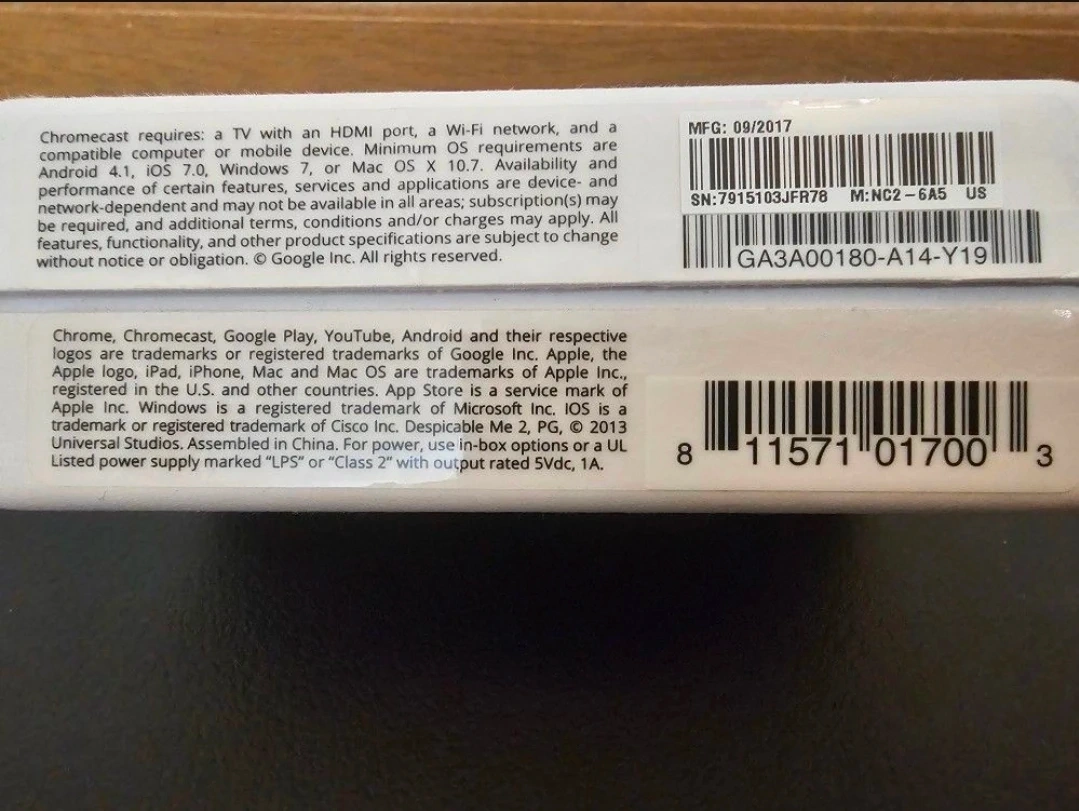 Chromecast requires: a TV with an HDMI port, a Wi-Fi network, and a
compatible computer or mobile device. Minimum OS requirements are
Android 4.1, iOS 7.0, Windows 7, or Mac OS X 10.7. Availability and
performance of certain features, services and applications are device- and
network-dependent and may not be available in all areas; subscription(s) may
be required, and additional terms, conditions and/or charges may apply. All
features, functionality, and other product specifications are subject to change
without notice or obligation. © Google Inc. All rights reserved.
MFG: 09/2017
SN:7915103JFR78 M:NC2-6A5 US
GA3A00180-A14-Y19
Chrome, Chromecast, Google Play, YouTube, Android and their respective
logos are trademarks or registered trademarks of Google Inc. Apple, the
Apple logo, iPad, iPhone, Mac and Mac OS are trademarks of Apple Inc.,
registered in the U.S. and other countries. App Store is a service mark of
Apple Inc. Windows is a registered trademark of Microsoft Inc. IOS is a
trademark or registered trademark of Cisco Inc. Despicable Me 2, PG, © 2013
Universal Studios. Assembled in China. For power, use in-box options or a UL
Listed power supply marked “LPS” or “Class 2” with output rated 5Vdc, 1A.
8 11571 01700 3